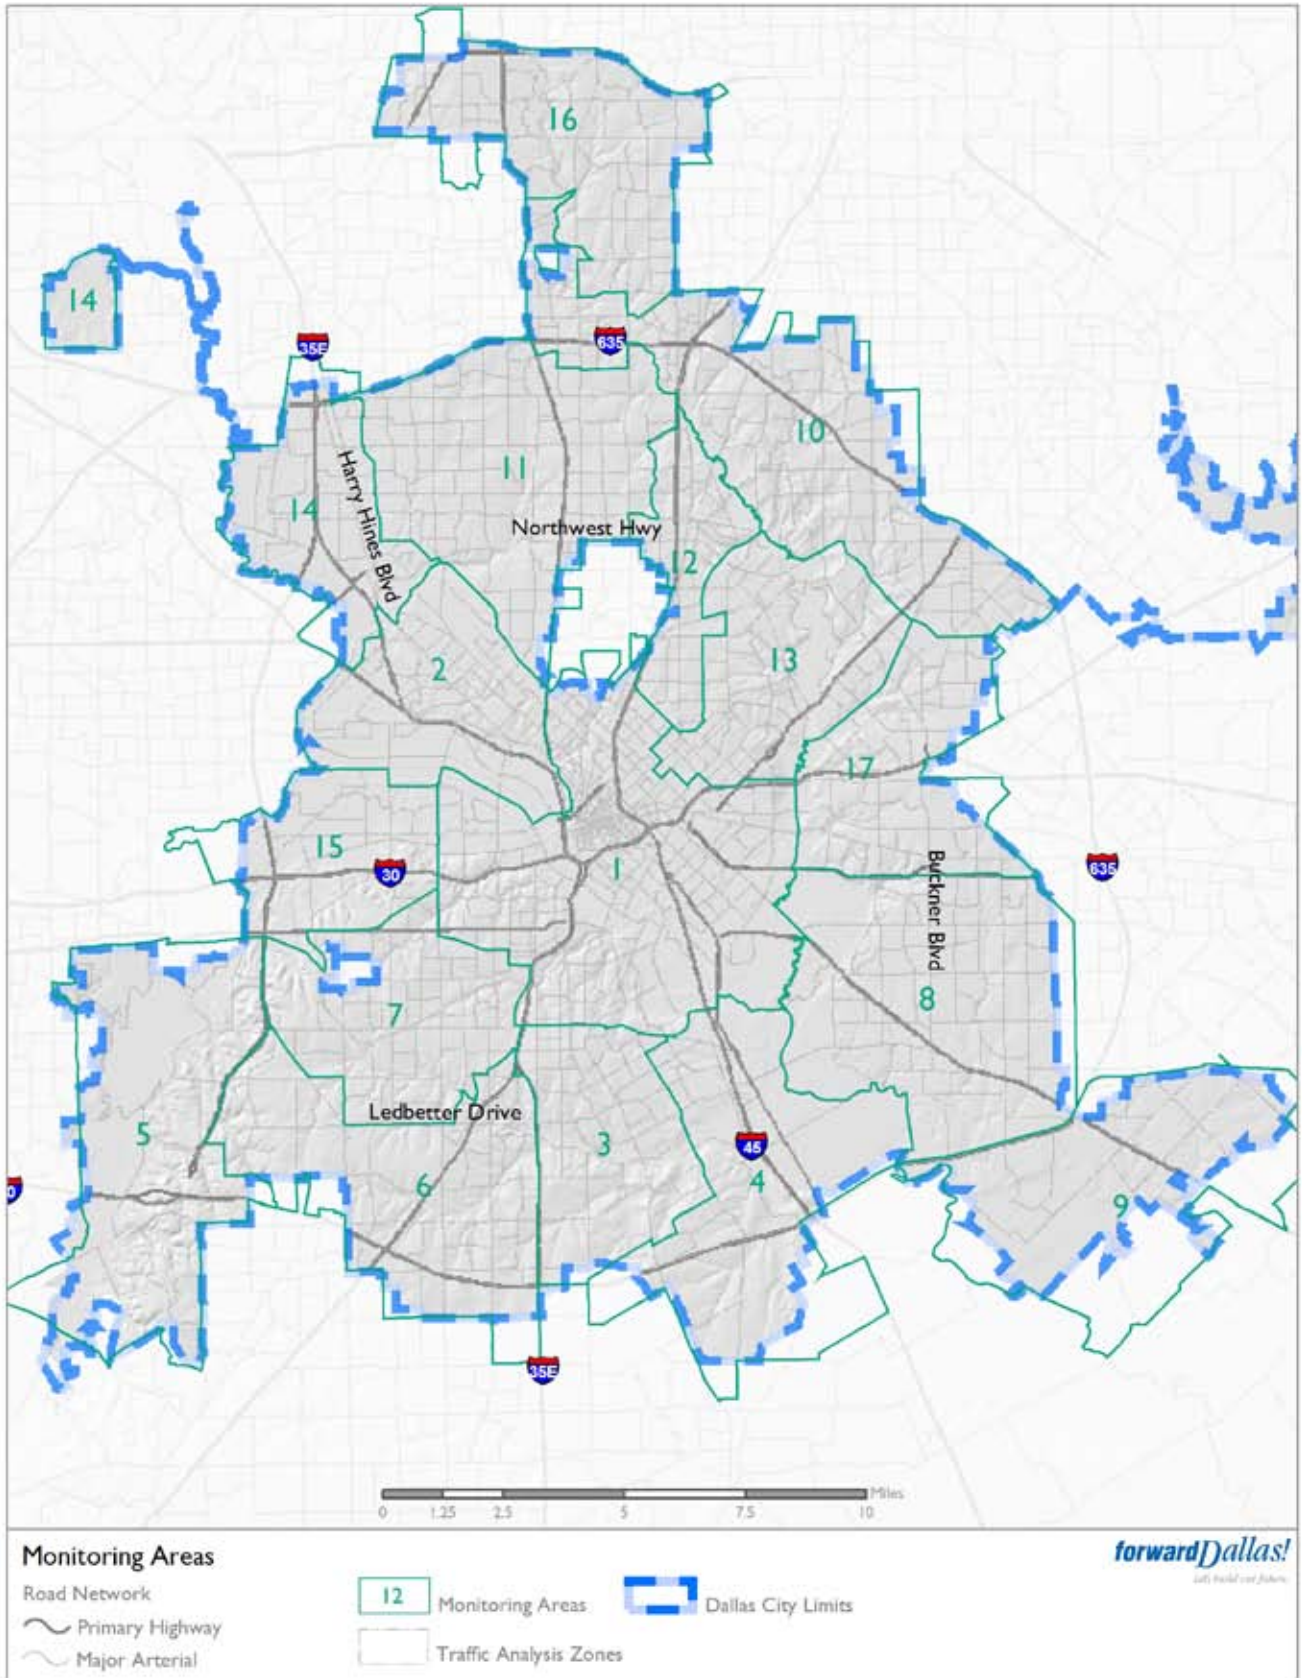 16
14
35E
635
10
11
Harry Hines Blvd
14
Northwest Hwy
12
2
13
17
15
30
1
Buckner Blvd
635
8
7
Ledbetter Drive
5
3
45
4
6
9
0
35E
Miles
0 1.25 2.5 5 7.5 10
Monitoring Areas
forwardDallas!
Road Network
12 Monitoring Areas
Dallas City Limits
Primary Highway
Traffic Analysis Zones
Major Arterial